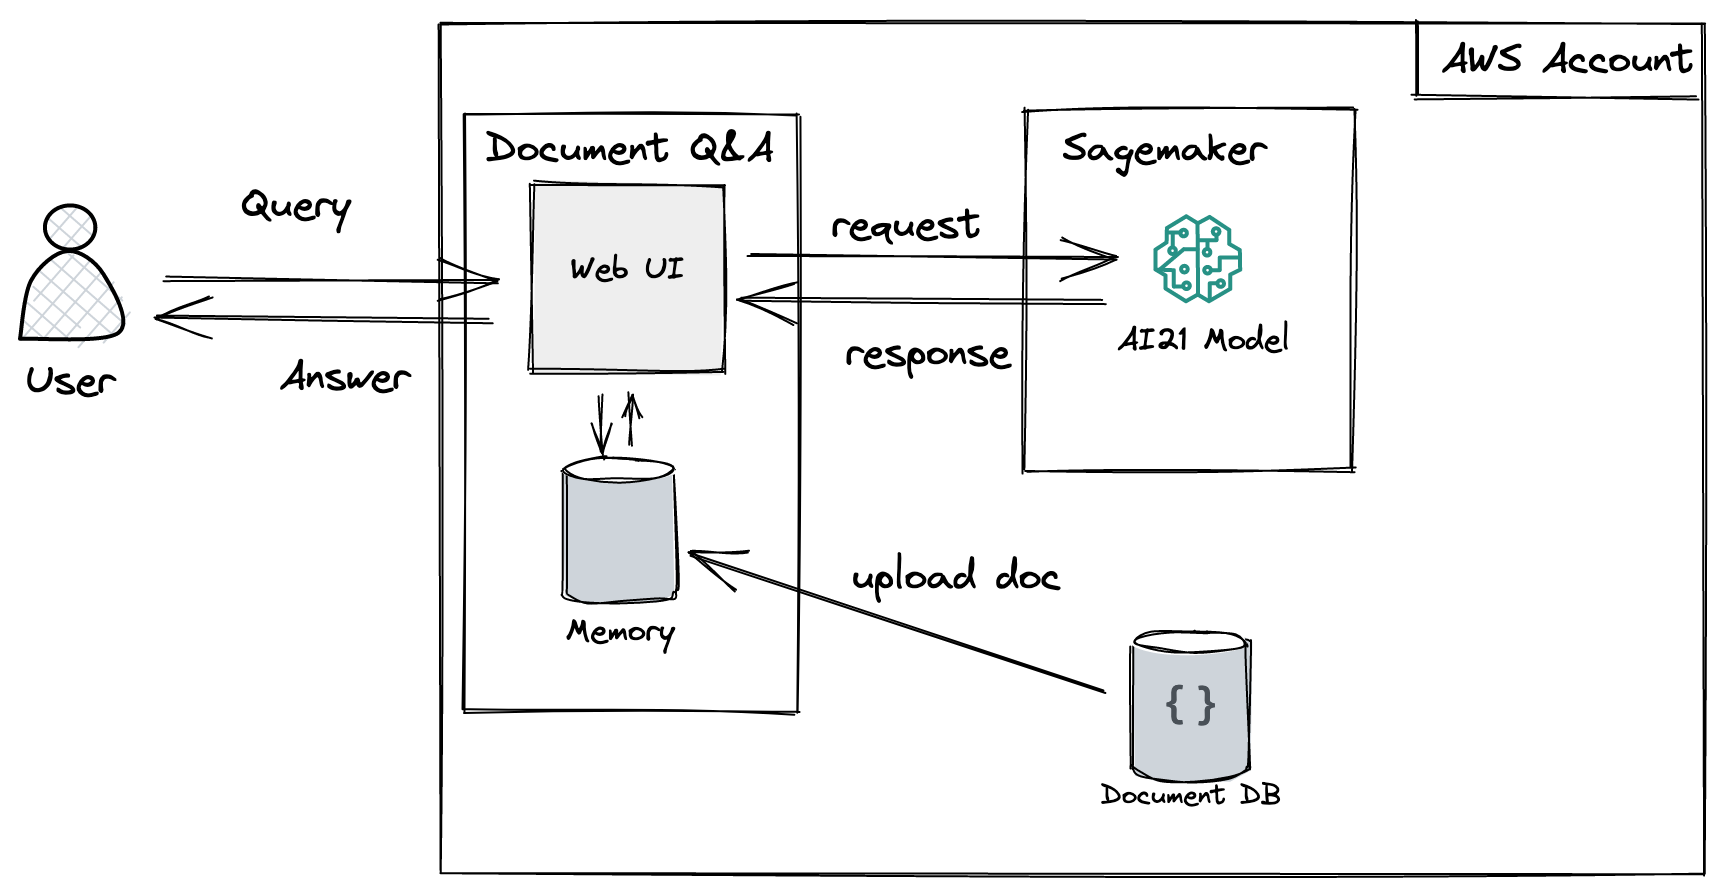 AWS Account
Document Q&A
Sagemaker
Query
request
Web UI
AI21 Model
response
User
Answer
upload doc
Memory
{ }
Document DB